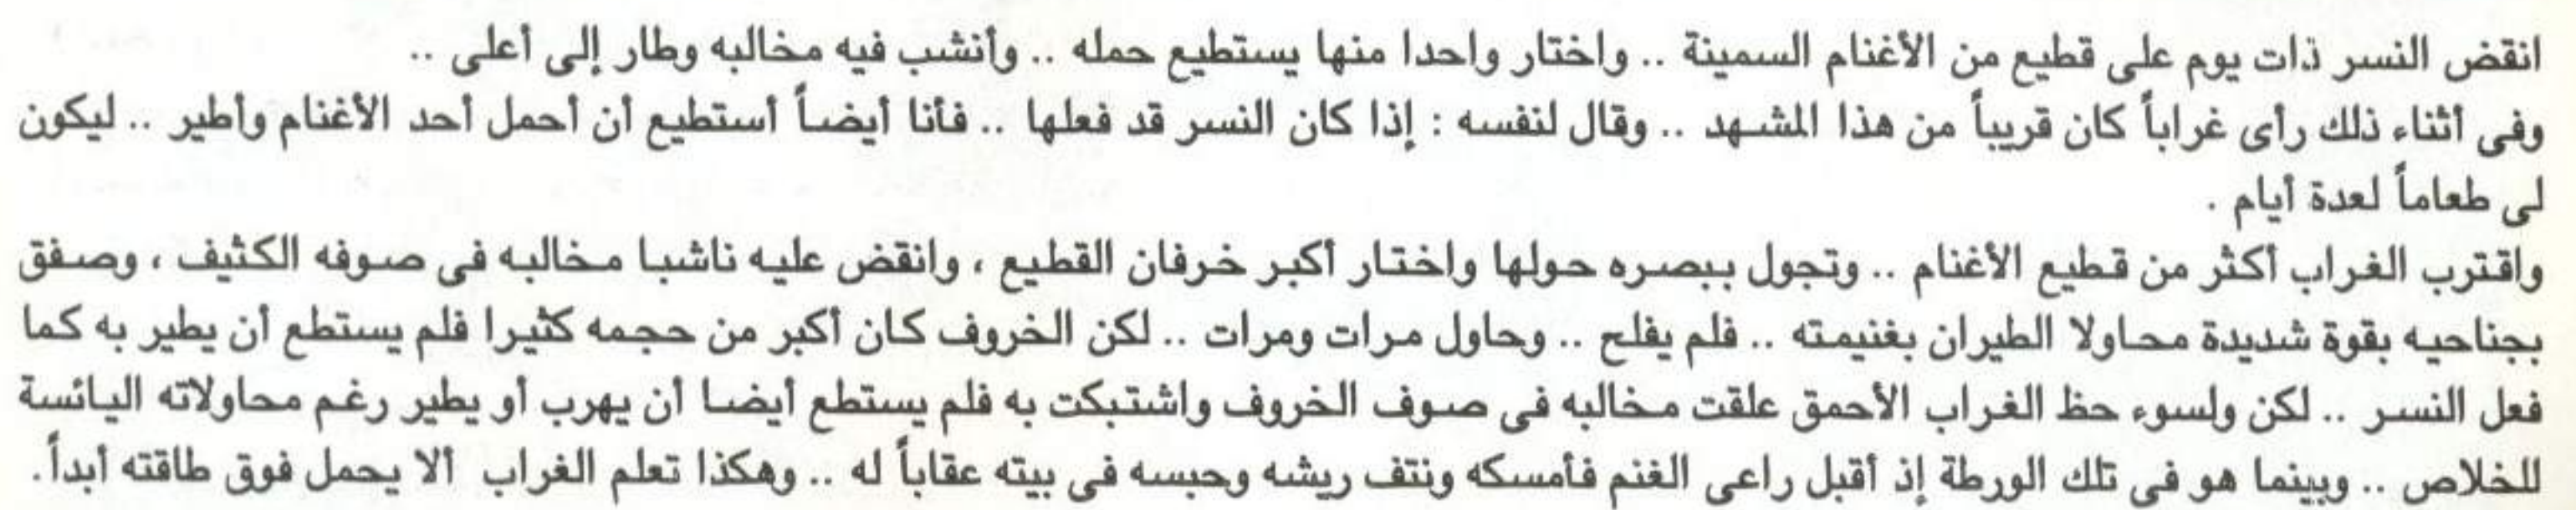 انقض النسر ذات يوم على قطيع من الأغنام السمينة .. واختار واحدا منها يستطيع حمله .. وأنشب فيه مخالبه وطار إلى أعلى ..
وفى أثناء ذلك رأى غراباً كان قريباً من هذا المشهد .. وقال لنفسه : إذا كان النسر قد فعلها .. فأنا أيضاً أستطيع أن أحمل أحد الأغنام وأطير .. ليكون
لى طعاماً لعدة أيام .
واقترب الغراب أكثر من قطيع الأغنام .. وتجول ببصره حولها واختار أكبر خرفان القطيع ، وانقض عليه ناشبا مخالبه فى صوفه الكثيف ، وصفق
بجناحيه بقوة شديدة محاولا الطيران بغنيمته .. فلم يفلح .. وحاول مرات ومرات .. لكن الخروف كان أكبر من حجمه كثيرا فلم يستطع أن يطير به كما
فعل النسر .. لكن ولسوء حظ الغراب الأحمق علقت مخالبه فى صوف الخروف واشتبكت به فلم يستطع أيضا أن يهرب أو يطير رغم محاولاته اليائسة
للخلاص .. وبينما هو فى تلك الورطة إذ أقبل راعى الغنم فأمسكه ونتف ريشه وحبسه فى بيته عقاباً له .. وهكذا تعلم الغراب ألا يحمل فوق طاقته أبداً.